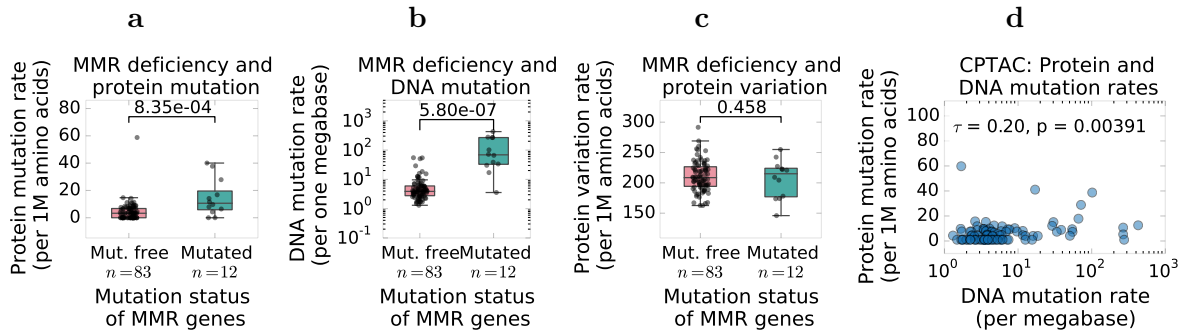 a
MMR deficiency and
protein mutation
8.35e-04
Protein mutation rate
(per 1M amino acids)
80
60
40
20
0
Mut. free
n=83
Mutated
n=12
Mutation status
of MMR genes
b
MMR deficiency and
DNA mutation
5.80e-07
DNA mutation rate
(per one megabase)
10³
10²
10¹
10⁰
10⁻¹
Mut. free
n=83
Mutated
n=12
Mutation status
of MMR genes
c
MMR deficiency and
protein variation
0.458
Protein variation rate
(per 1M amino acids)
300
250
200
150
Mut. free
n=83
Mutated
n=12
Mutation status
of MMR genes
d
CPTAC: Protein and
DNA mutation rates
τ = 0.20, p = 0.00391
Protein mutation rate
(per 1M amino acids)
100
80
60
40
20
0
10⁰
10¹
10²
10³
DNA mutation rate
(per megabase)